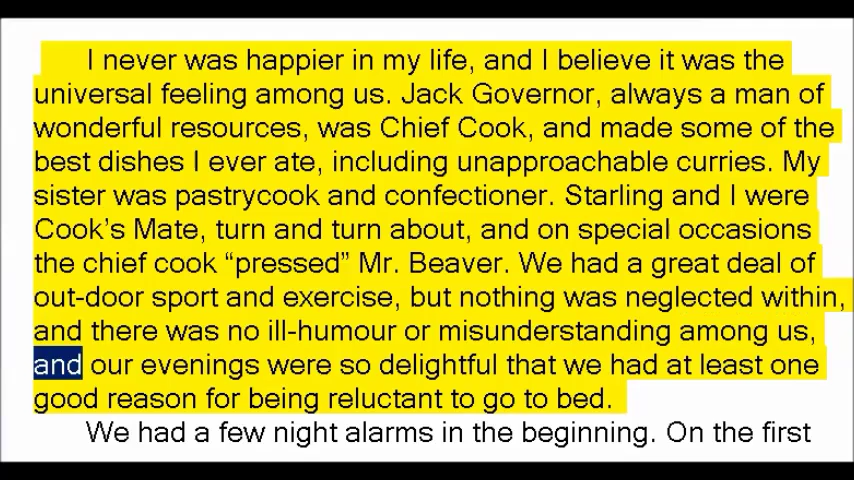 I never was happier in my life, and I believe it was the
universal feeling among us. Jack Governor, always a man of
wonderful resources, was Chief Cook, and made some of the
best dishes I ever ate, including unapproachable curries. My
sister was pastrycook and confectioner. Starling and I were
Cook’s Mate, turn and turn about, and on special occasions
the chief cook “pressed” Mr. Beaver. We had a great deal of
out-door sport and exercise, but nothing was neglected within,
and there was no ill-humour or misunderstanding among us,
and our evenings were so delightful that we had at least one
good reason for being reluctant to go to bed.
We had a few night alarms in the beginning. On the first